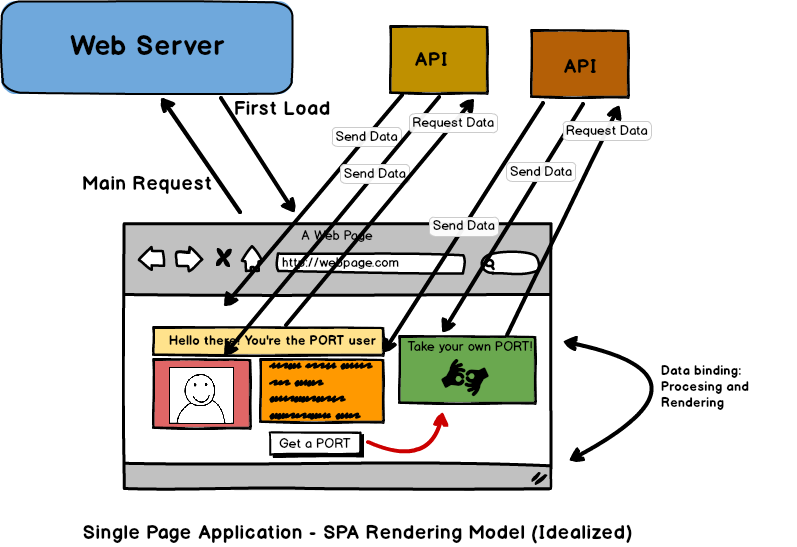 Web Server
API
API
First Load
Request Data
Request Data
Send Data
Send Data
Send Data
Main Request
Send Data
A Web Page
http://webpage.com
Hello there! You're the PORT user
Take your own PORT!
Data binding:
Procesing and
Rendering
Get a PORT
Single Page Application - SPA Rendering Model (Idealized)